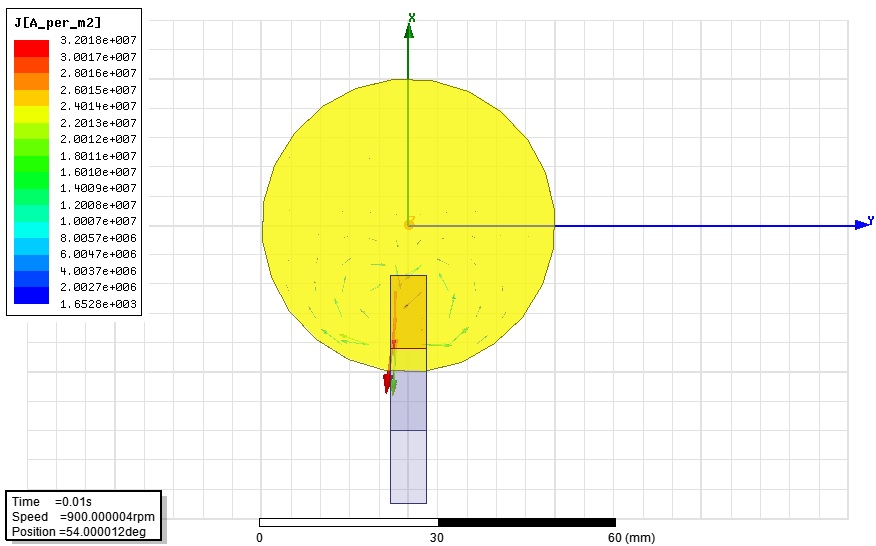 J[A_per_m2]
3.2018e+007
3.0017e+007
2.8016e+007
2.6015e+007
2.4014e+007
2.2013e+007
2.0012e+007
1.8011e+007
1.6010e+007
1.4009e+007
1.2008e+007
1.0007e+007
8.0057e+006
6.0047e+006
4.0037e+006
2.0027e+006
1.6528e+003
X
Y
Time =0.01s
Speed =900.000004rpm
Position =54.000012deg
0 30 60 (mm)